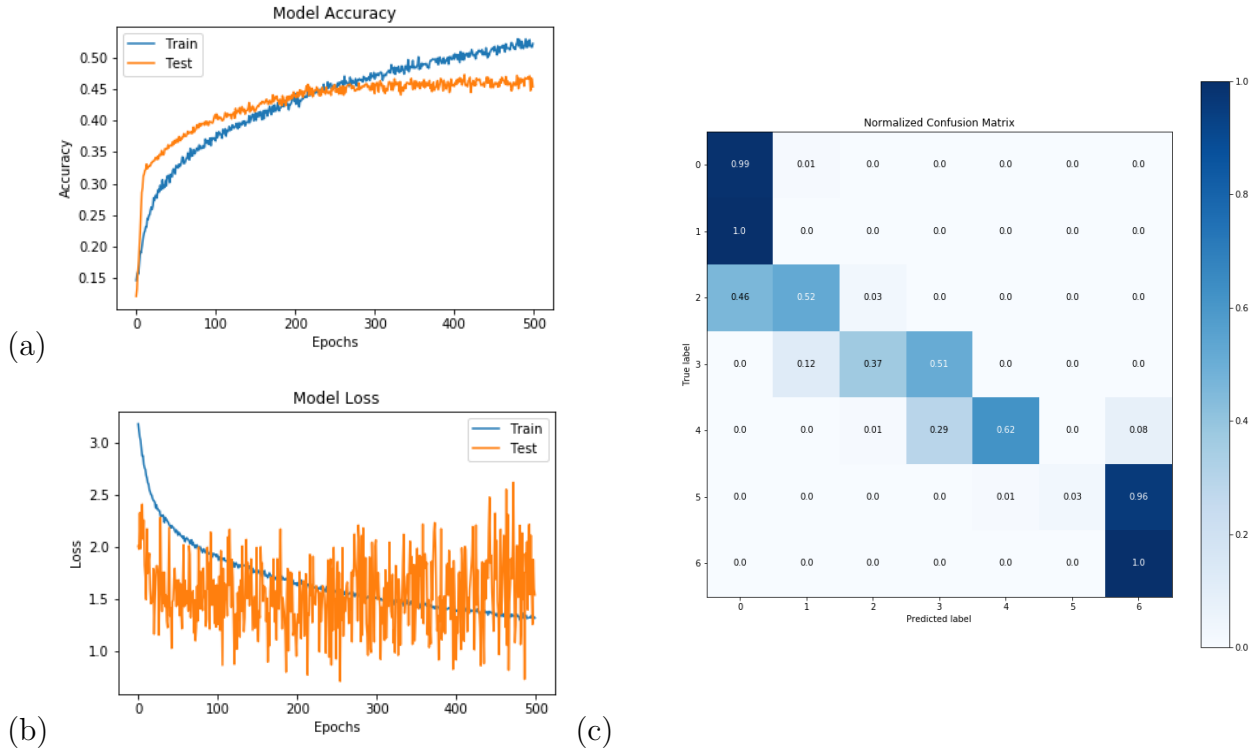 Model Accuracy
Train
Test
0.50
0.45
0.40
0.35
0.30
0.25
0.20
0.15
Accuracy
0 100 200 300 400 500
Epochs
(a)
Model Loss
Train
Test
3.0
2.5
2.0
1.5
1.0
Loss
0 100 200 300 400 500
Epochs
(b)
Normalized Confusion Matrix
0 0.99 0.01 0.0 0.0 0.0 0.0 0.0
1 1.0 0.0 0.0 0.0 0.0 0.0 0.0
2 0.46 0.52 0.03 0.0 0.0 0.0 0.0
3 0.0 0.12 0.37 0.51 0.0 0.0 0.0
4 0.0 0.0 0.01 0.29 0.62 0.0 0.08
5 0.0 0.0 0.0 0.0 0.01 0.03 0.96
6 0.0 0.0 0.0 0.0 0.0 0.0 1.0
True label
0 1 2 3 4 5 6
Predicted label
1.0
0.8
0.6
0.4
0.2
0.0
(c)